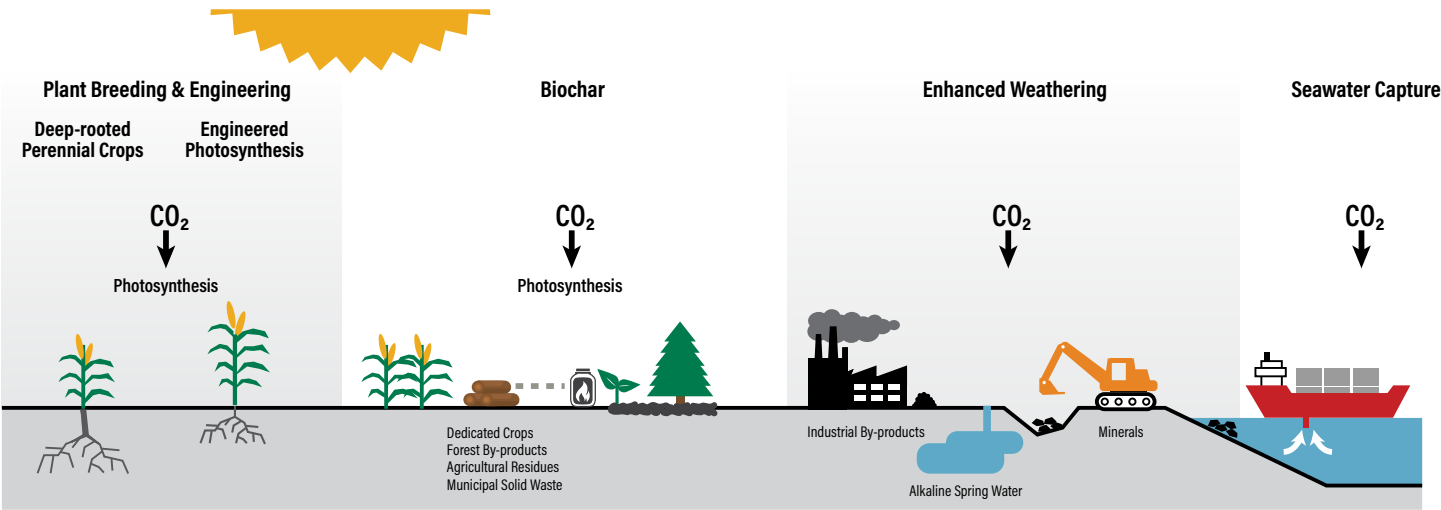 Plant Breeding & Engineering
Deep-rooted
Perennial Crops
Engineered
Photosynthesis
CO₂
Photosynthesis
Biochar
CO₂
Photosynthesis
Dedicated Crops
Forest By-products
Agricultural Residues
Municipal Solid Waste
Enhanced Weathering
CO₂
Industrial By-products
Alkaline Spring Water
Minerals
Seawater Capture
CO₂